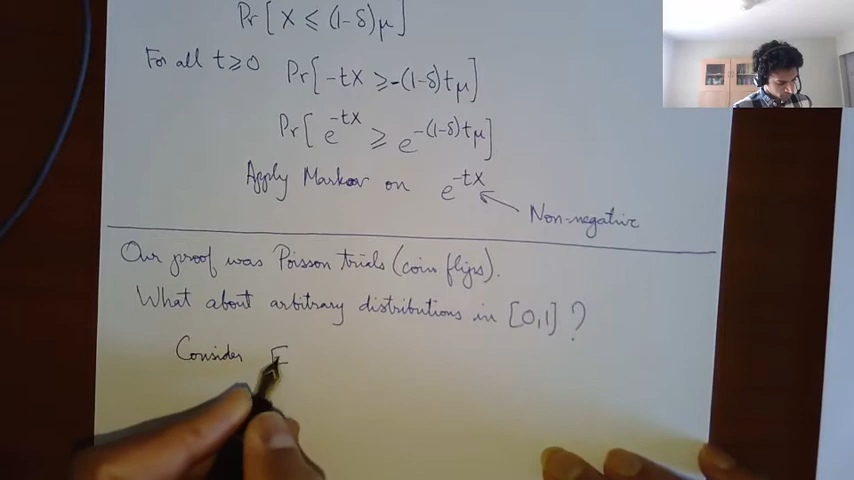 Pr[X ≤ (1-δ)μ]
For all t ≥ 0 Pr[-tX ≥ -(1-δ)tμ]
Pr[e^{-tX} ≥ e^{-(1-δ)tμ}]
Apply Markov on e^{-tX} Non-negative
Our proof was Poisson trials (coin flips).
What about arbitrary distributions in [0,1]?
Consider E